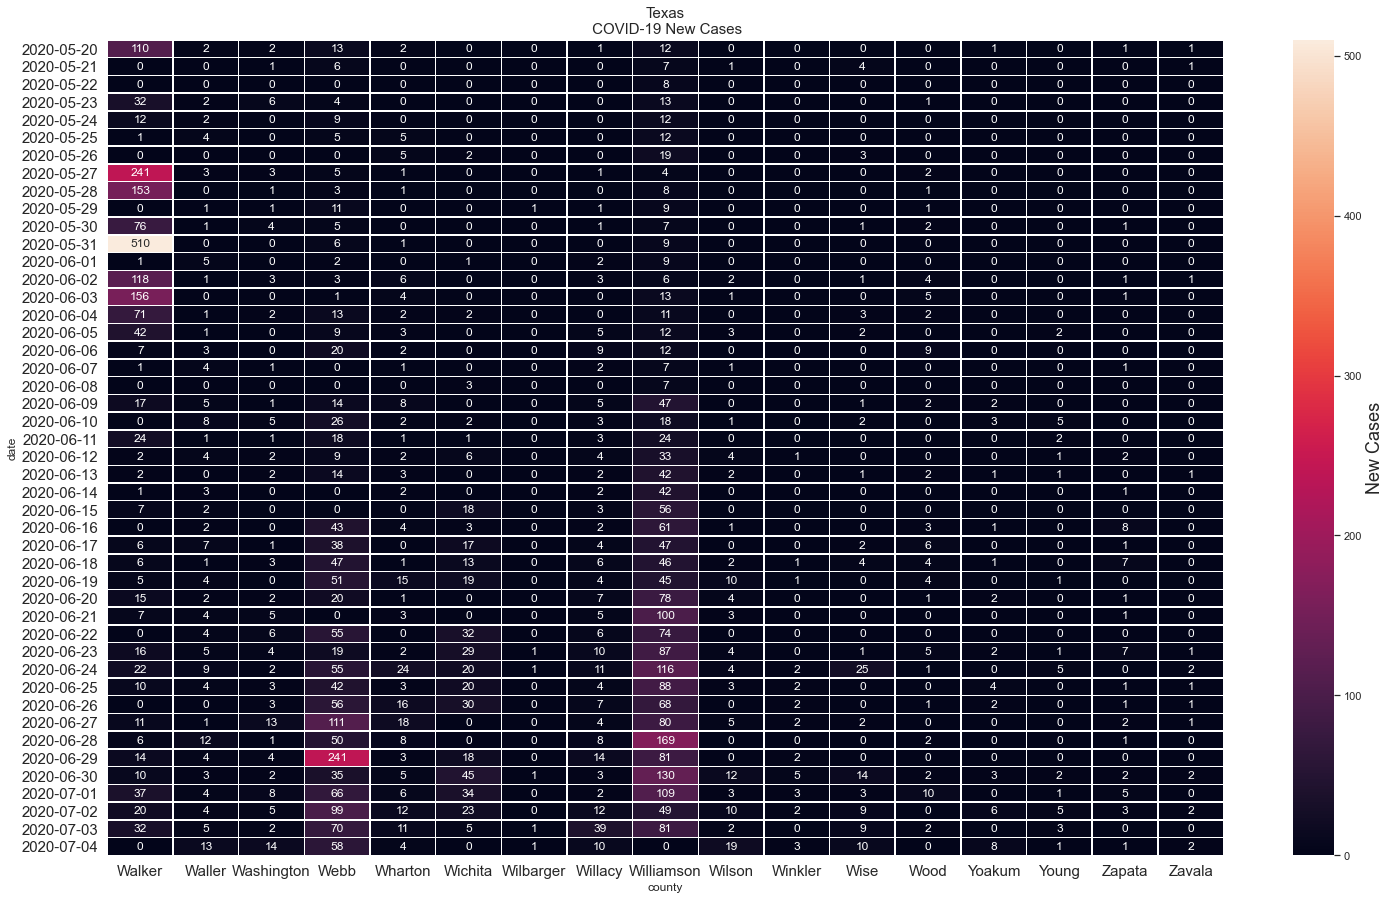 Texas
COVID-19 New Cases
2020-05-20 110 2 2 13 2 0 0 1 12 0 0 0 0 1 0 1 1
2020-05-21 0 0 1 6 0 0 0 0 7 1 0 4 0 0 0 0 1
2020-05-22 0 0 0 0 0 0 0 0 8 0 0 0 0 0 0 0 0
2020-05-23 32 2 6 4 0 0 0 0 13 0 0 0 1 0 0 0 0
2020-05-24 12 2 0 9 0 0 0 0 12 0 0 0 0 0 0 0 0
2020-05-25 1 4 0 5 5 0 0 0 12 0 0 0 0 0 0 0 0
2020-05-26 0 0 0 0 5 2 0 0 19 0 0 3 0 0 0 0 0
2020-05-27 241 3 3 5 1 0 0 1 4 0 0 0 2 0 0 0 0
2020-05-28 153 0 1 3 1 0 0 0 8 0 0 0 1 0 0 0 0
2020-05-29 0 1 1 11 0 0 1 1 9 0 0 0 1 0 0 0 0
2020-05-30 76 1 4 5 0 0 0 1 7 0 0 1 2 0 0 1 0
2020-05-31 510 0 0 6 1 0 0 0 9 0 0 0 0 0 0 0 0
2020-06-01 1 5 0 2 0 1 0 2 9 0 0 0 0 0 0 0 0
2020-06-02 118 1 3 3 6 0 0 3 6 2 0 1 4 0 0 1 1
2020-06-03 156 0 0 1 4 0 0 0 13 1 0 0 5 0 0 1 0
2020-06-04 71 1 2 13 2 2 0 0 11 0 0 3 2 0 0 0 0
2020-06-05 42 1 0 9 3 0 0 5 12 3 0 2 0 0 2 0 0
2020-06-06 7 3 0 20 2 0 0 9 12 0 0 0 9 0 0 0 0
2020-06-07 1 4 1 0 1 0 0 2 7 1 0 0 0 0 0 1 0
2020-06-08 0 0 0 0 0 3 0 0 7 0 0 0 0 0 0 0 0
2020-06-09 17 5 1 14 8 0 0 5 47 0 0 1 2 2 0 0 0
2020-06-10 0 8 5 26 2 2 0 3 18 1 0 2 0 3 5 0 0
2020-06-11 24 1 1 18 1 1 0 3 24 0 0 0 0 0 2 0 0
2020-06-12 2 4 2 9 2 6 0 4 33 4 1 0 0 0 1 2 0
2020-06-13 2 0 2 14 3 0 0 2 42 2 0 1 2 1 1 0 1
2020-06-14 1 3 0 0 2 0 0 2 42 0 0 0 0 0 0 1 0
2020-06-15 7 2 0 0 0 18 0 3 56 0 0 0 0 0 0 0 0
2020-06-16 0 2 0 43 4 3 0 2 61 1 0 0 3 1 0 8 0
2020-06-17 6 7 1 38 0 17 0 4 47 0 0 2 6 0 0 1 0
2020-06-18 6 1 3 47 1 13 0 6 46 2 1 4 4 1 0 7 0
2020-06-19 5 4 0 51 15 19 0 4 45 10 1 0 4 0 1 0 0
2020-06-20 15 2 2 20 1 0 0 7 78 4 0 0 1 2 0 1 0
2020-06-21 7 4 5 0 3 0 0 5 100 3 0 0 0 0 0 1 0
2020-06-22 0 4 6 55 0 32 0 6 74 0 0 0 0 0 0 0 0
2020-06-23 16 5 4 19 2 29 1 10 87 4 0 1 5 2 1 7 1
2020-06-24 22 9 2 55 24 20 1 11 116 4 2 25 1 0 5 0 2
2020-06-25 10 4 3 42 3 20 0 4 88 3 2 0 0 4 0 1 1
2020-06-26 0 0 3 56 16 30 0 7 68 0 2 0 1 2 0 1 1
2020-06-27 11 1 13 111 18 0 0 4 80 5 2 2 0 0 0 2 1
2020-06-28 6 12 1 50 8 0 0 8 169 0 0 0 2 0 0 1 0
2020-06-29 14 4 4 241 3 18 0 14 81 0 2 0 0 0 0 0 0
2020-06-30 10 3 2 35 5 45 1 3 130 12 5 14 2 3 2 2 2
2020-07-01 37 4 8 66 6 34 0 2 109 3 3 3 10 0 1 5 0
2020-07-02 20 4 5 99 12 23 0 12 49 10 2 9 0 6 5 3 2
2020-07-03 32 5 2 70 11 5 1 39 81 2 0 9 2 0 3 0 0
2020-07-04 0 13 14 58 4 0 1 10 0 19 3 10 0 8 1 1 2
Walker Waller Washington Webb Wharton Wichita Wilbarger Willacy Williamson Wilson Winkler Wise Wood Yoakum Young Zapata Zavala
county
date
500
400
300
200
100
0
New Cases